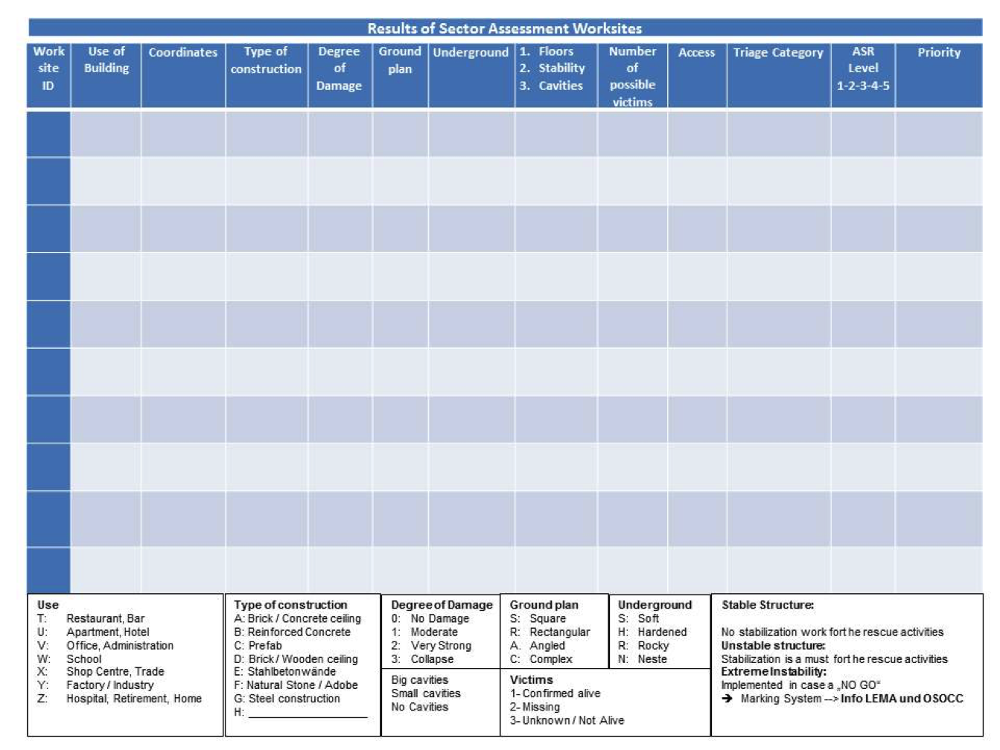 Results of Sector Assessment Worksites
Work
site
ID
Use of
Building
Coordinates
Type of
construction
Degree
of
Damage
Ground
plan
Underground
1. Floors
2. Stability
3. Cavities
Number
of
possible
victims
Access
Triage Category
ASR
Level
1-2-3-4-5
Priority
Use
T: Restaurant, Bar
U: Apartment, Hotel
V: Office, Administration
W: School
X: Shop Centre, Trade
Y: Factory / Industry
Z: Hospital, Retirement, Home
Type of construction
A: Brick / Concrete ceiling
B: Reinforced Concrete
C: Prefab
D: Brick / Wooden ceiling
E: Stahlbetonwände
F: Natural Stone / Adobe
G: Steel construction
H: ____________________
Degree of Damage
0: No Damage
1: Moderate
2: Very Strong
3: Collapse
Big cavities
Small cavities
No Cavities
Ground plan
S: Square
R: Rectangular
A. Angled
C: Complex
Victims
1- Confirmed alive
2- Missing
3- Unknown / Not Alive
Underground
S: Soft
H: Hardened
R: Rocky
N: Neste
Stable Structure:
No stabilization work fort he rescue activities
Unstable structure:
Stabilization is a must fort he rescue activities
Extreme Instability:
Implemented in case a „NO GO“
➔ Marking System --> Info LEMA und OSOCC